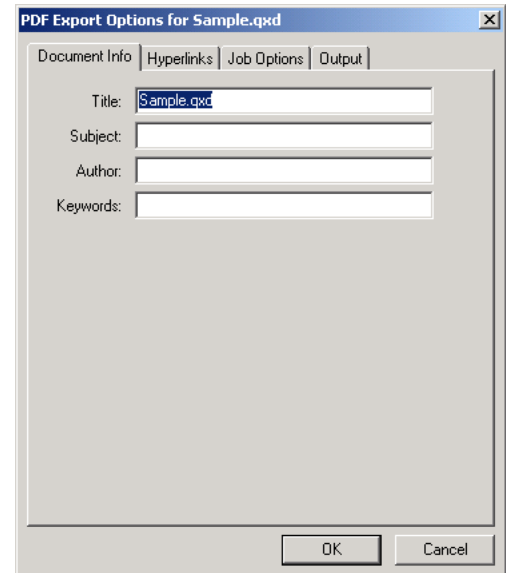 PDF Export Options for Sample.qxd
Document Info Hyperlinks Job Options Output
Title: Sample.qxd
Subject:
Author:
Keywords:
OK Cancel